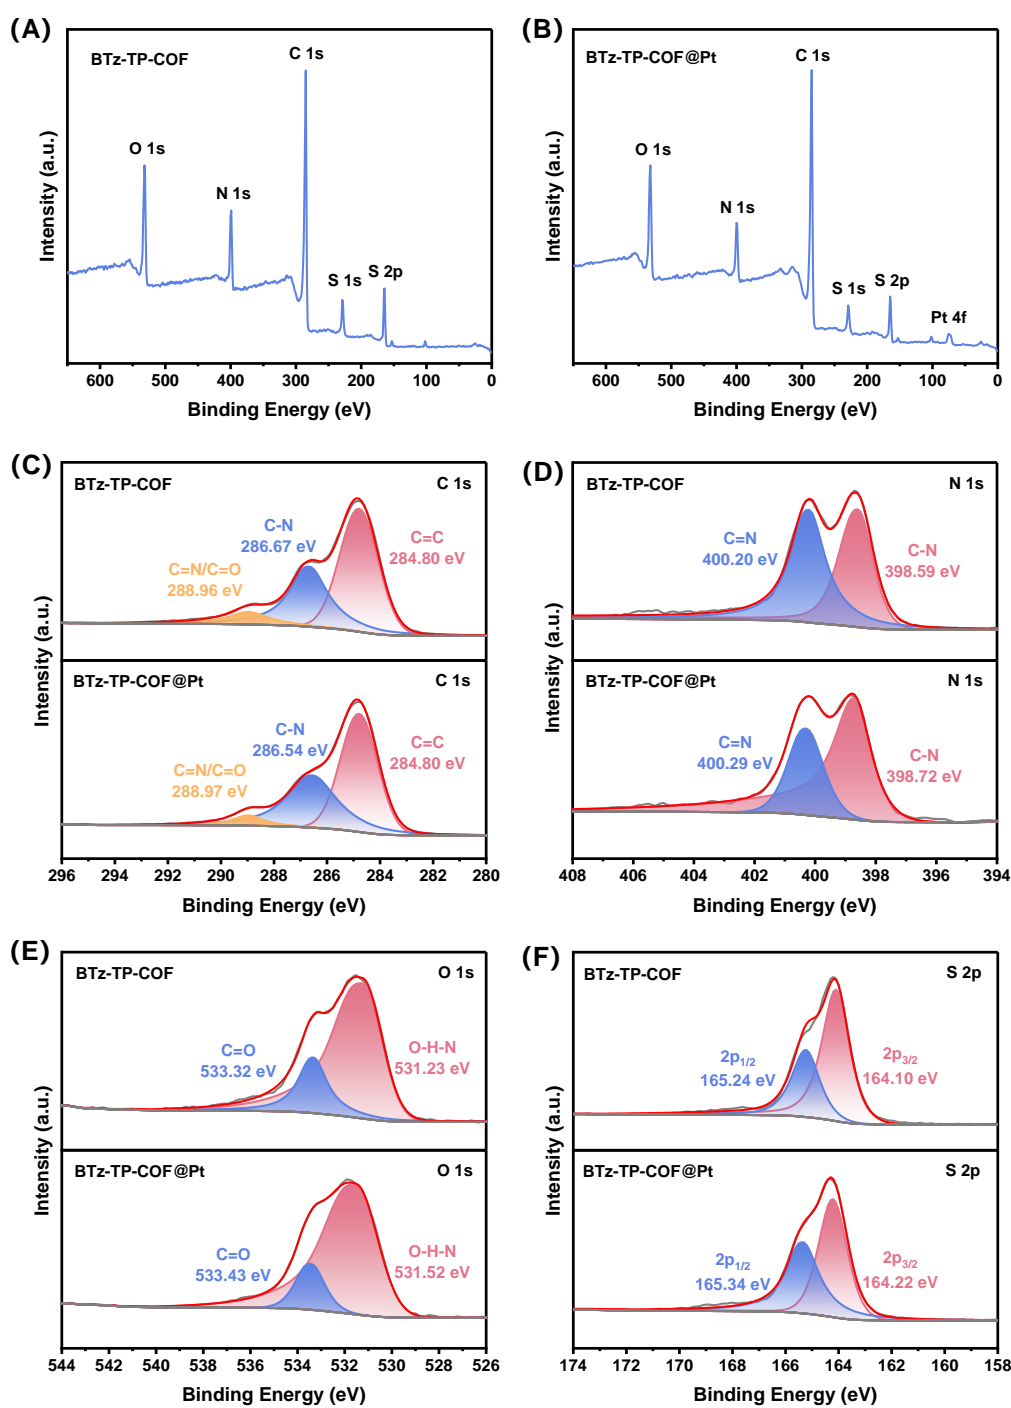 (A)
BTz-TP-COF
C 1s
O 1s
N 1s
S 1s
S 2p
Intensity (a.u.)
600 500 400 300 200 100 0
Binding Energy (eV)
(B)
BTz-TP-COF@Pt
C 1s
O 1s
N 1s
S 1s
S 2p
Pt 4f
Intensity (a.u.)
600 500 400 300 200 100 0
Binding Energy (eV)
(C)
BTz-TP-COF
C 1s
C-N
286.67 eV
C=C
284.80 eV
C=N/C=O
288.96 eV
BTz-TP-COF@Pt
C 1s
C-N
286.54 eV
C=C
284.80 eV
C=N/C=O
288.97 eV
Intensity (a.u.)
296 294 292 290 288 286 284 282 280
Binding Energy (eV)
(D)
BTz-TP-COF
N 1s
C=N
400.20 eV
C-N
398.59 eV
BTz-TP-COF@Pt
N 1s
C=N
400.29 eV
C-N
398.72 eV
Intensity (a.u.)
408 406 404 402 400 398 396 394
Binding Energy (eV)
(E)
BTz-TP-COF
O 1s
C=O
533.32 eV
O-H-N
531.23 eV
BTz-TP-COF@Pt
O 1s
C=O
533.43 eV
O-H-N
531.52 eV
Intensity (a.u.)
544 542 540 538 536 534 532 530 528 526
Binding Energy (eV)
(F)
BTz-TP-COF
S 2p
2p1/2
165.24 eV
2p3/2
164.10 eV
BTz-TP-COF@Pt
S 2p
2p1/2
165.34 eV
2p3/2
164.22 eV
Intensity (a.u.)
174 172 170 168 166 164 162 160 158
Binding Energy (eV)